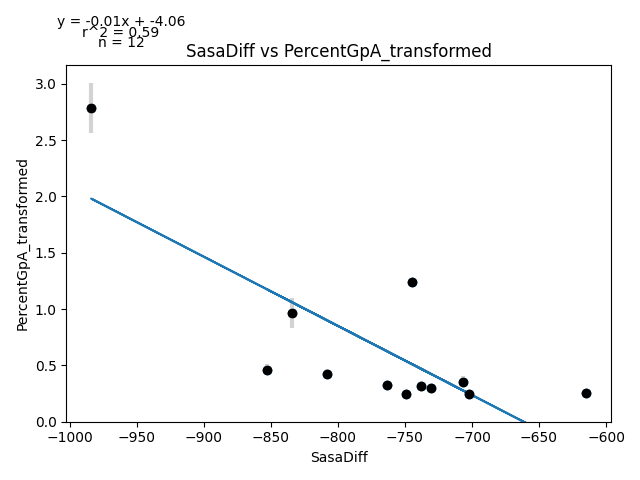 y = -0.01x + -4.06
r^2 = 0.59
n = 12
SasaDiff vs PercentGpA_transformed
PercentGpA_transformed
3.0
2.5
2.0
1.5
1.0
0.5
0.0
−1000
−950
−900
−850
−800
−750
−700
−650
−600
SasaDiff